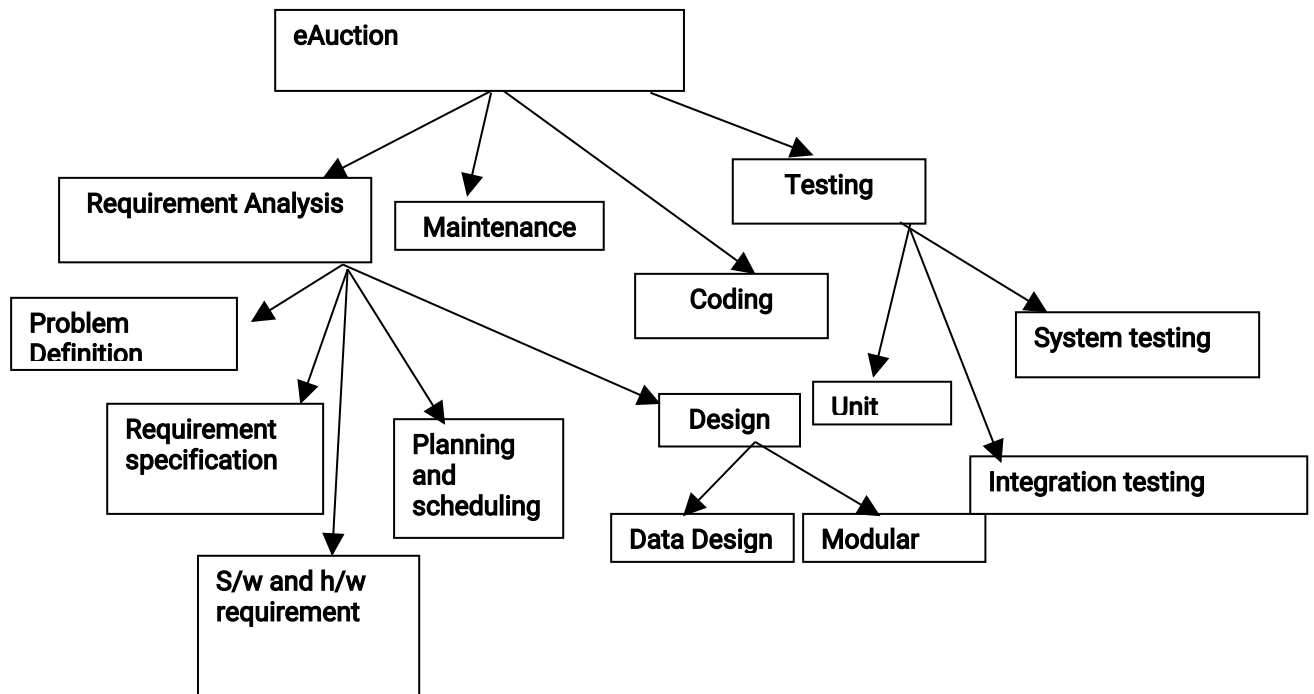 eAuction
Requirement Analysis
Maintenance
Testing
Coding
Problem
Definition
Requirement
specification
Planning
and
scheduling
Design
Unit
System testing
Integration testing
Data Design
Modular
S/w and h/w
requirement